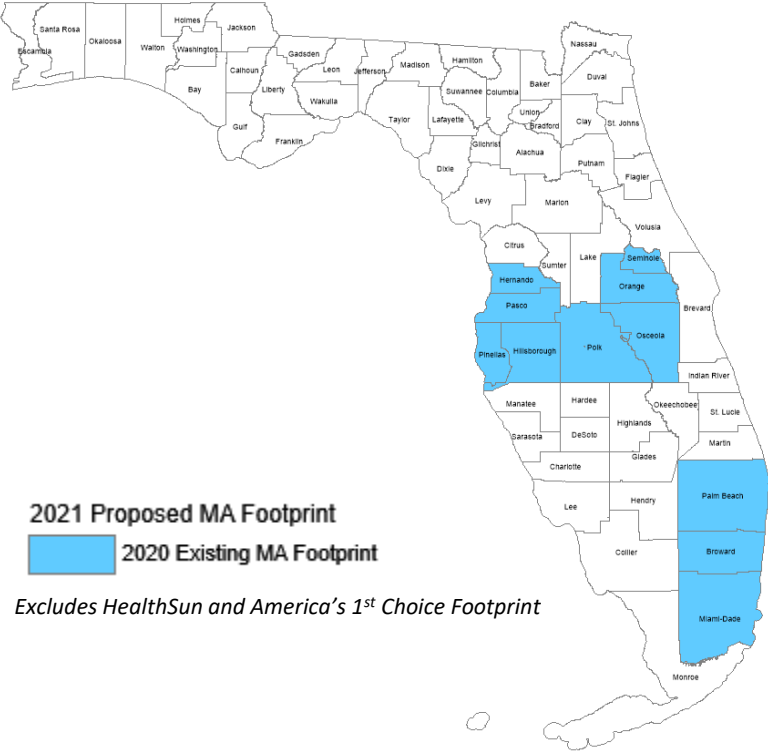 Holmes
Jackson
Santa Rosa
Okaloosa
Walton
Washington
Escambia
Calhoun
Bay
Gulf
Gadsden
Liberty
Leon
Jefferson
Madison
Hamilton
Wakulla
Franklin
Taylor
Suwannee
Columbia
Lafayette
Dixie
Gilchrist
Baker
Nassau
Duval
Union
Bradford
Clay
St. Johns
Alachua
Putnam
Flagler
Levy
Marion
Volusia
Citrus
Sumter
Lake
Seminole
Hernando
Orange
Pasco
Brevard
Pinellas
Hillsborough
Polk
Osceola
Indian River
Manatee
Hardee
Okeechobee
St. Lucie
Highlands
Sarasota
DeSoto
Martin
Glades
Charlotte
Lee
Hendry
Palm Beach
Collier
Broward
Miami-Dade
Monroe
2021 Proposed MA Footprint
2020 Existing MA Footprint
Excludes HealthSun and America's 1st Choice Footprint